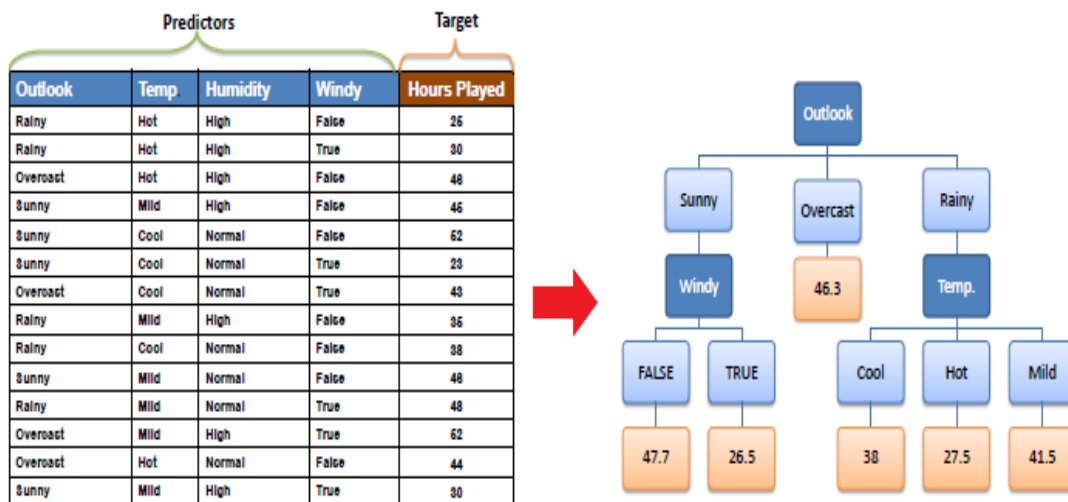 Predictors Target
Outlook Temp. Humidity Windy Hours Played
Rainy Hot High False 25
Rainy Hot High True 30
Overcast Hot High False 46
Sunny Mild High False 45
Sunny Cool Normal False 52
Sunny Cool Normal True 23
Overcast Cool Normal True 43
Rainy Mild High False 35
Rainy Cool Normal False 38
Sunny Mild Normal False 46
Rainy Mild Normal True 48
Overcast Mild High True 52
Overcast Hot Normal False 44
Sunny Mild High True 30
Outlook
Sunny Overcast Rainy
Windy 46.3 Temp.
FALSE TRUE Cool Hot Mild
47.7 26.5 38 27.5 41.5